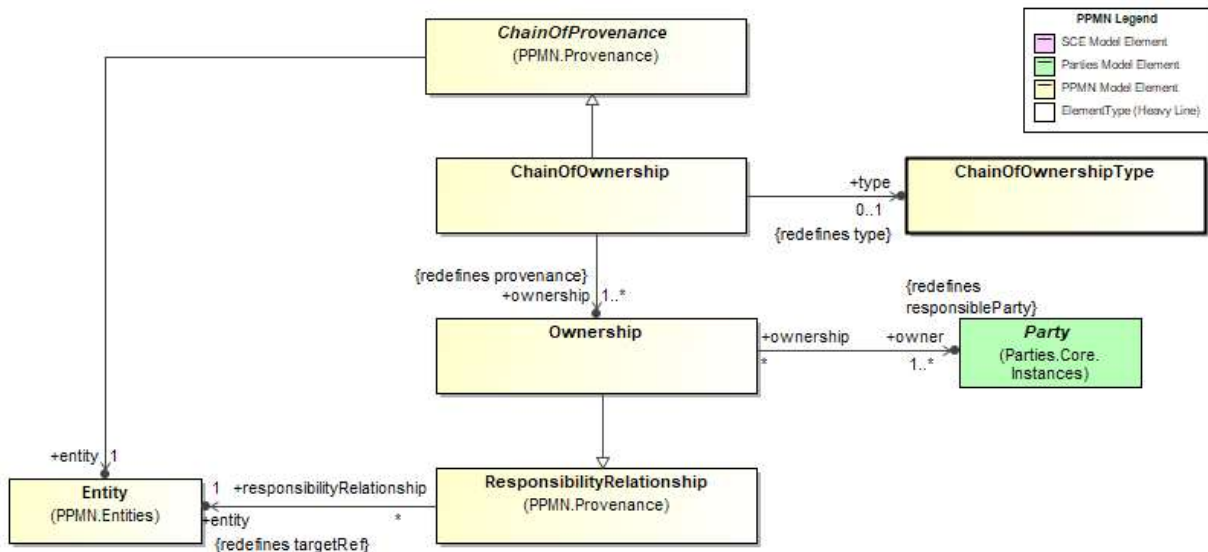 ChainOfProvenance
(PPMN.Provenance)
PPMN Legend
SCE Model Element
Parties Model Element
PPMN Model Element
ElementType (Heavy Line)
ChainOfOwnership
+type
0..1
{redefines type}
ChainOfOwnershipType
{redefines provenance}
+ownership 1..*
{redefines
responsibleParty}
Ownership
+ownership
*
+owner
1..*
Party
(Parties.Core.
Instances)
+entity 1
Entity
(PPMN.Entities)
1 +responsibilityRelationship
+entity
*
{redefines targetRef}
ResponsibilityRelationship
(PPMN.Provenance)